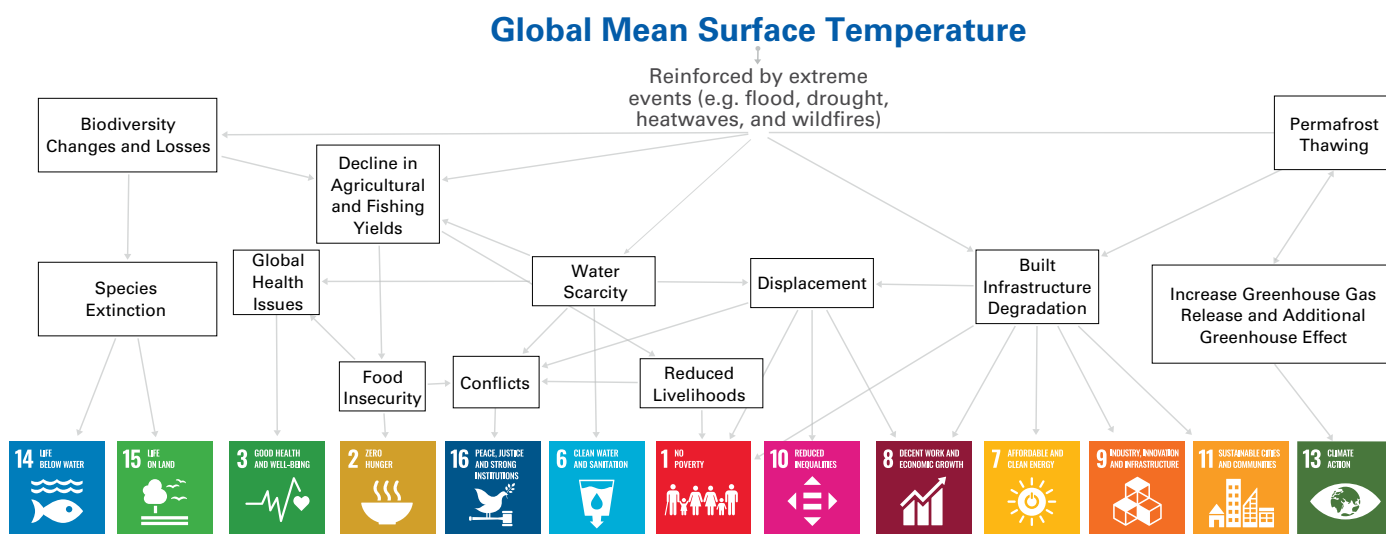 Global Mean Surface Temperature
Reinforced by extreme
events (e.g. flood, drought,
heatwaves, and wildfires)
Biodiversity
Changes and Losses
Permafrost
Thawing
Decline in
Agricultural
and Fishing
Yields
Species
Extinction
Global
Health
Issues
Water
Scarcity
Displacement
Built
Infrastructure
Degradation
Increase Greenhouse Gas
Release and Additional
Greenhouse Effect
Food
Insecurity
Conflicts
Reduced
Livelihoods
14 LIFE
BELOW WATER
15 LIFE
ON LAND
3 GOOD HEALTH
AND WELL-BEING
2 ZERO
HUNGER
16 PEACE, JUSTICE
AND STRONG
INSTITUTIONS
6 CLEAN WATER
AND SANITATION
1 NO
POVERTY
10 REDUCED
INEQUALITIES
8 DECENT WORK AND
ECONOMIC GROWTH
7 AFFORDABLE AND
CLEAN ENERGY
9 INDUSTRY, INNOVATION
AND INFRASTRUCTURE
11 SUSTAINABLE CITIES
AND COMMUNITIES
13 CLIMATE
ACTION